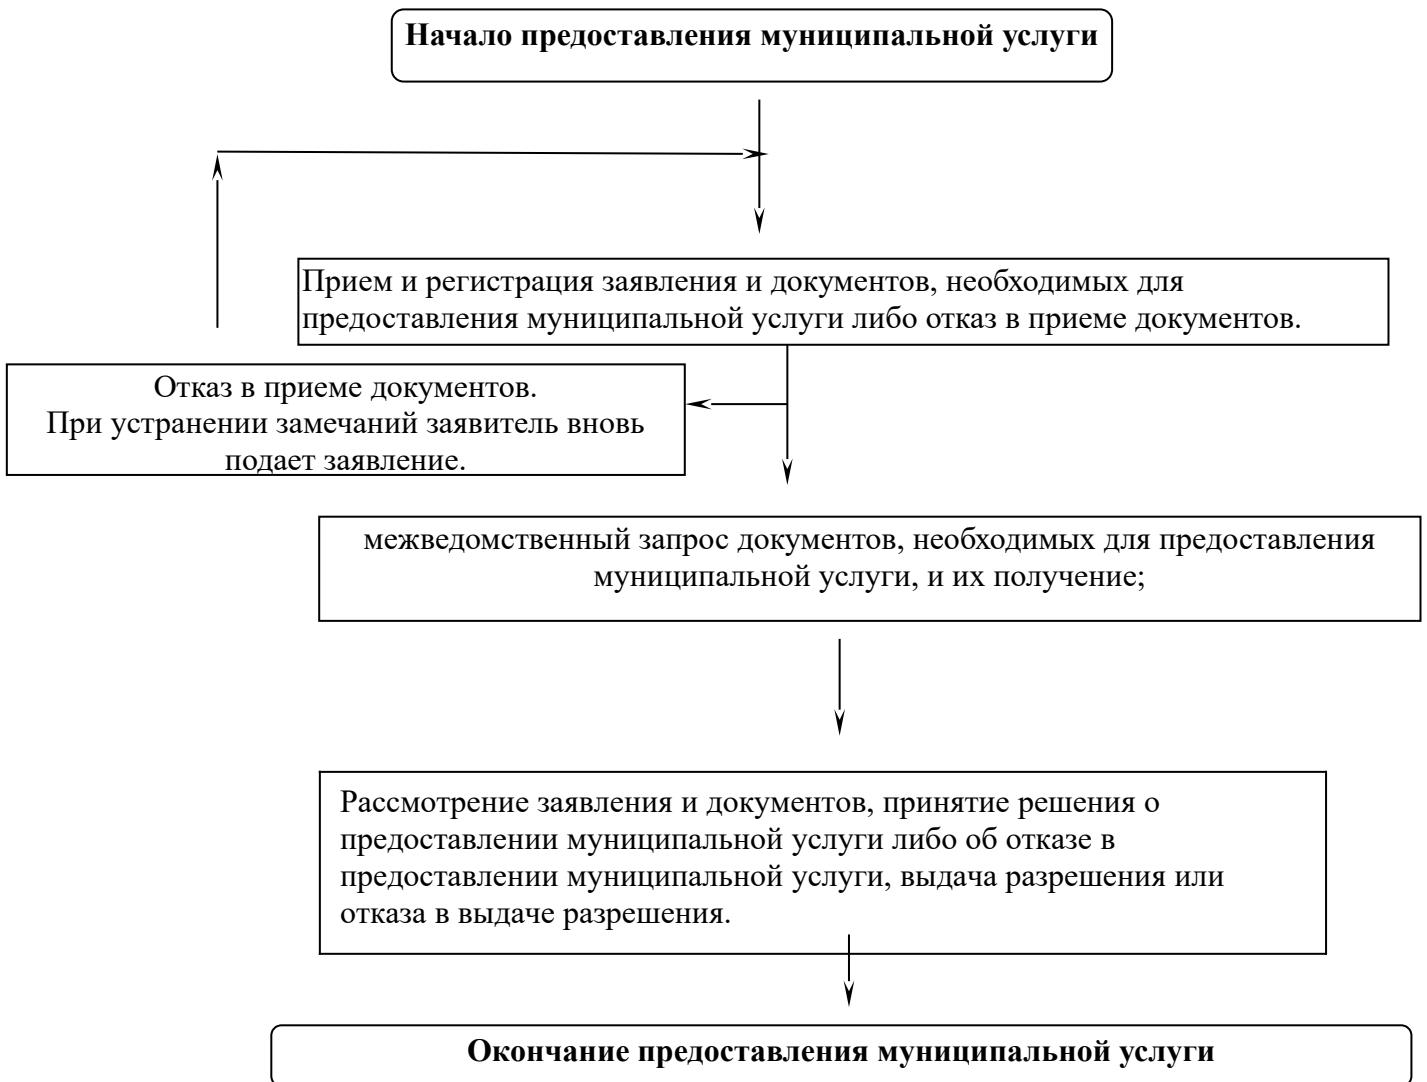 Начало предоставления муниципальной услуги
Прием и регистрация заявления и документов, необходимых для
предоставления муниципальной услуги либо отказ в приеме документов.
Отказ в приеме документов.
При устранении замечаний заявитель вновь
подает заявление.
межведомственный запрос документов, необходимых для предоставления
муниципальной услуги, и их получение;
Рассмотрение заявления и документов, принятие решения о
предоставлении муниципальной услуги либо об отказе в
предоставлении муниципальной услуги, выдача разрешения или
отказа в выдаче разрешения.
Окончание предоставления муниципальной услуги